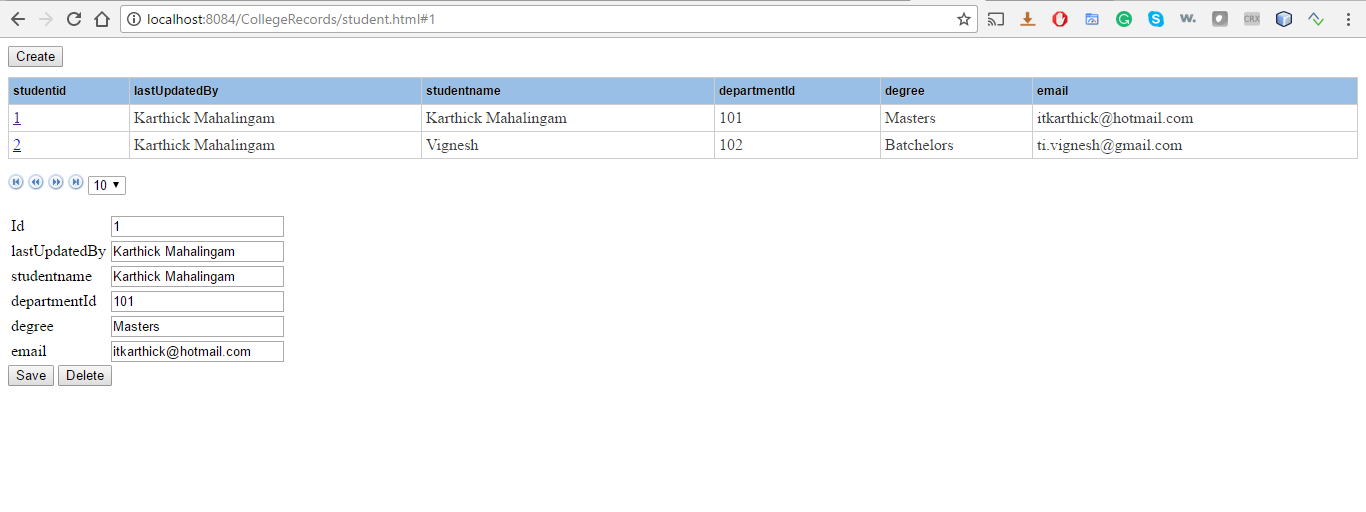 localhost:8084/CollegeRecords/student.html#1
W.
CRX
Create
studentid lastUpdatedBy studentname departmentId degree email
1 Karthick Mahalingam Karthick Mahalingam 101 Masters itkarthick@hotmail.com
2 Karthick Mahalingam Vignesh 102 Batchelors ti.vignesh@gmail.com
10
Id 1
lastUpdatedBy Karthick Mahalingam
studentname Karthick Mahalingam
departmentId 101
degree Masters
email itkarthick@hotmail.com
Save Delete